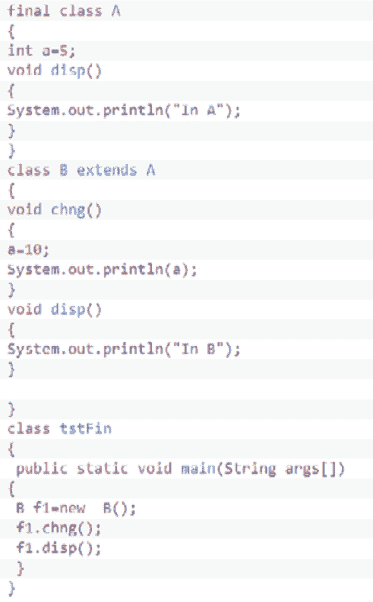 final class A
{
int a=5;
void disp()
{
System.out.println("In A");
}
}
class B extends A
{
void chng()
{
a=10;
System.out.println(a);
}
void disp()
{
System.out.println("In B");
}
}
class tstFin
{
public static void main(String args[])
{
B f1=new  B();
f1.chng();
f1.disp();
}
}